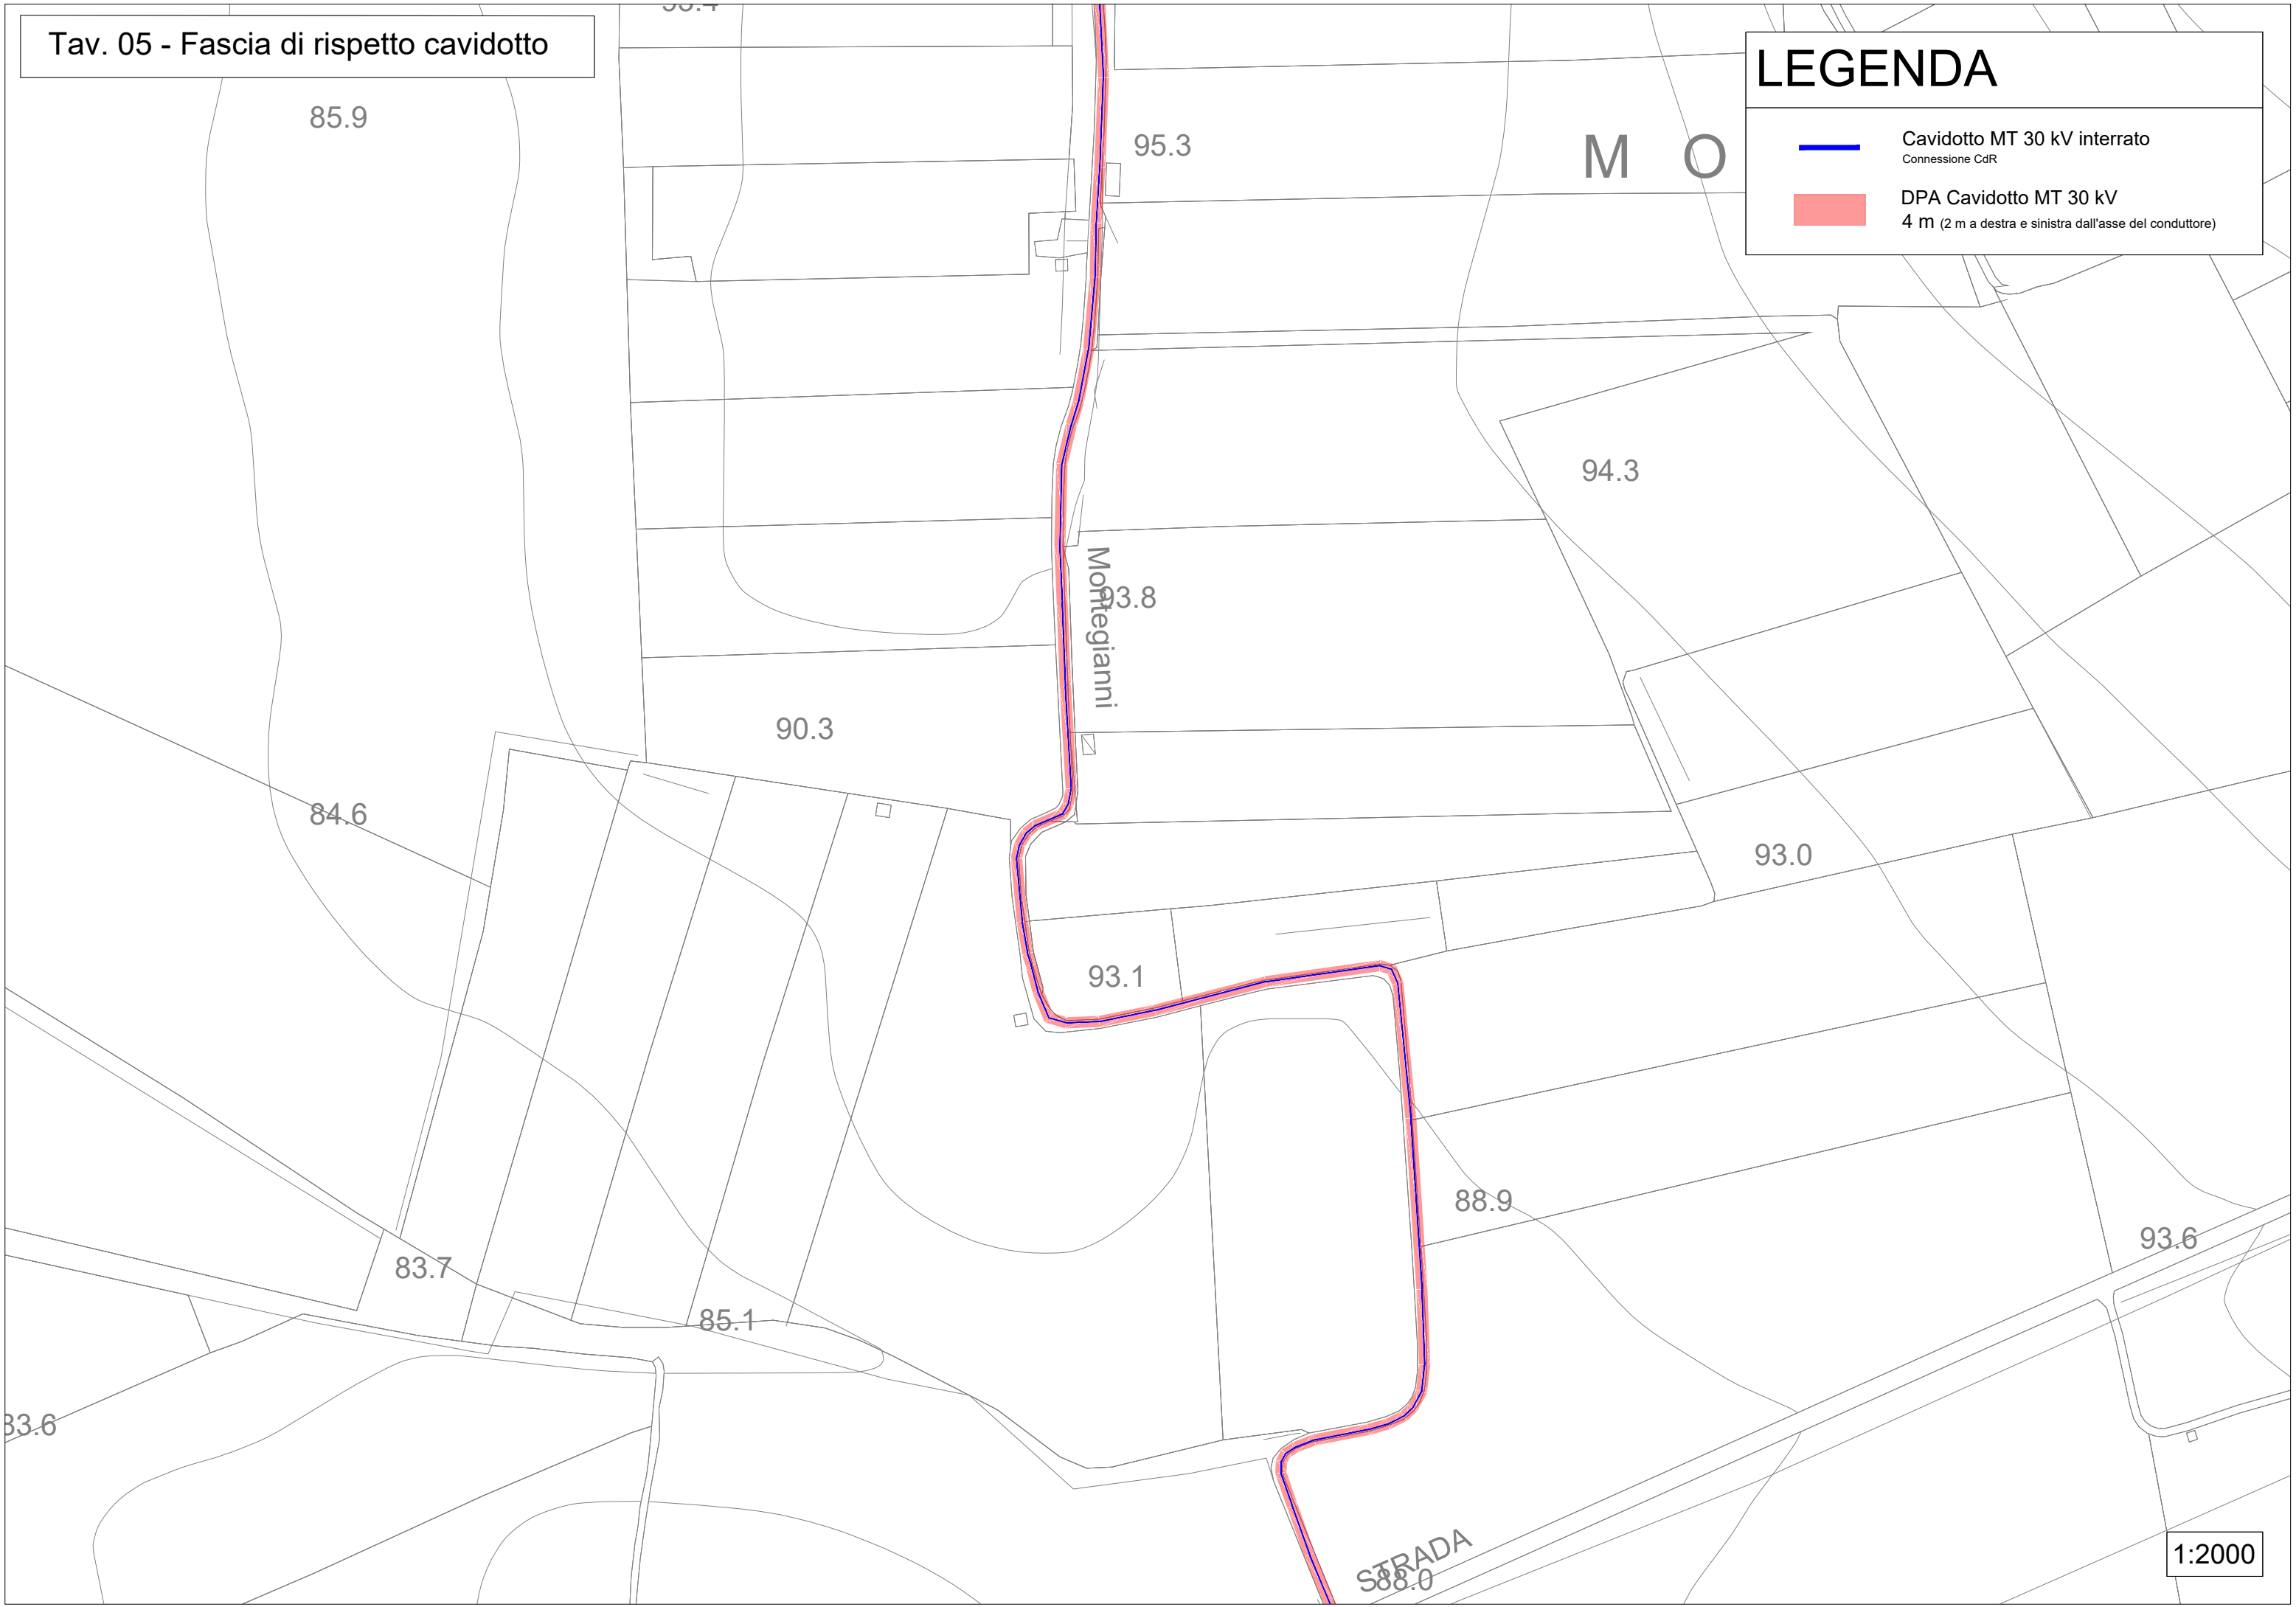 Tav. 05 - Fascia di rispetto cavidotto
LEGENDA
Cavidotto MT 30 kV interrato
Connessione CdR
DPA Cavidotto MT 30 kV
4 m (2 m a destra e sinistra dall'asse del conduttore)
85.9
95.3
M O
94.3
Montegianni
93.8
90.3
84.6
93.0
93.1
88.9
93.6
83.7
85.1
83.6
STRADA
88.0
1:2000